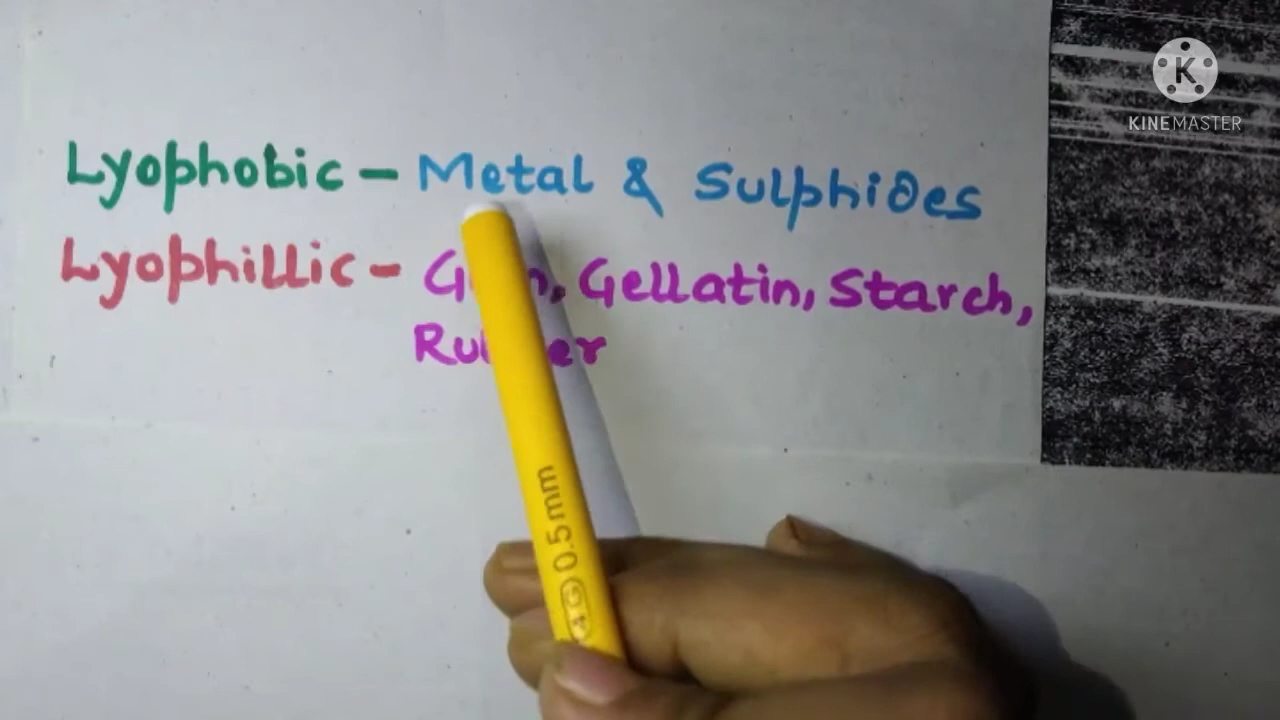 Lyophobic - Metal & Sulphides
Lyophillic - Gellatin, Starch,
0.5mm
K
KINEMASTER